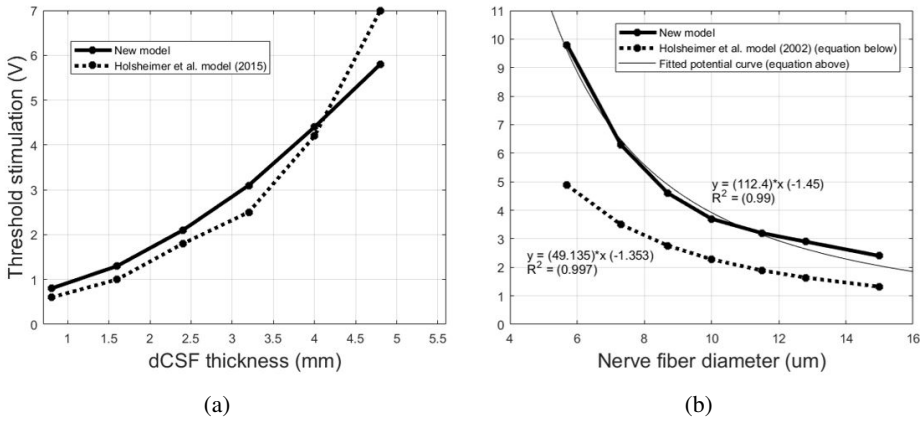 7
6
5
4
3
2
1
0
Threshold stimulation (V)
New model
Holsheimer et al. model (2015)
1 1.5 2 2.5 3 3.5 4 4.5 5 5.5
dCSF thickness (mm)
(a)
11
10
9
8
7
6
5
4
3
2
1
0
New model
Holsheimer et al. model (2002) (equation below)
Fitted potential curve (equation above)
y = (112.4)*x (-1.45)
R² = (0.99)
y = (49.135)*x (-1.353)
R² = (0.997)
4 6 8 10 12 14 16
Nerve fiber diameter (um)
(b)